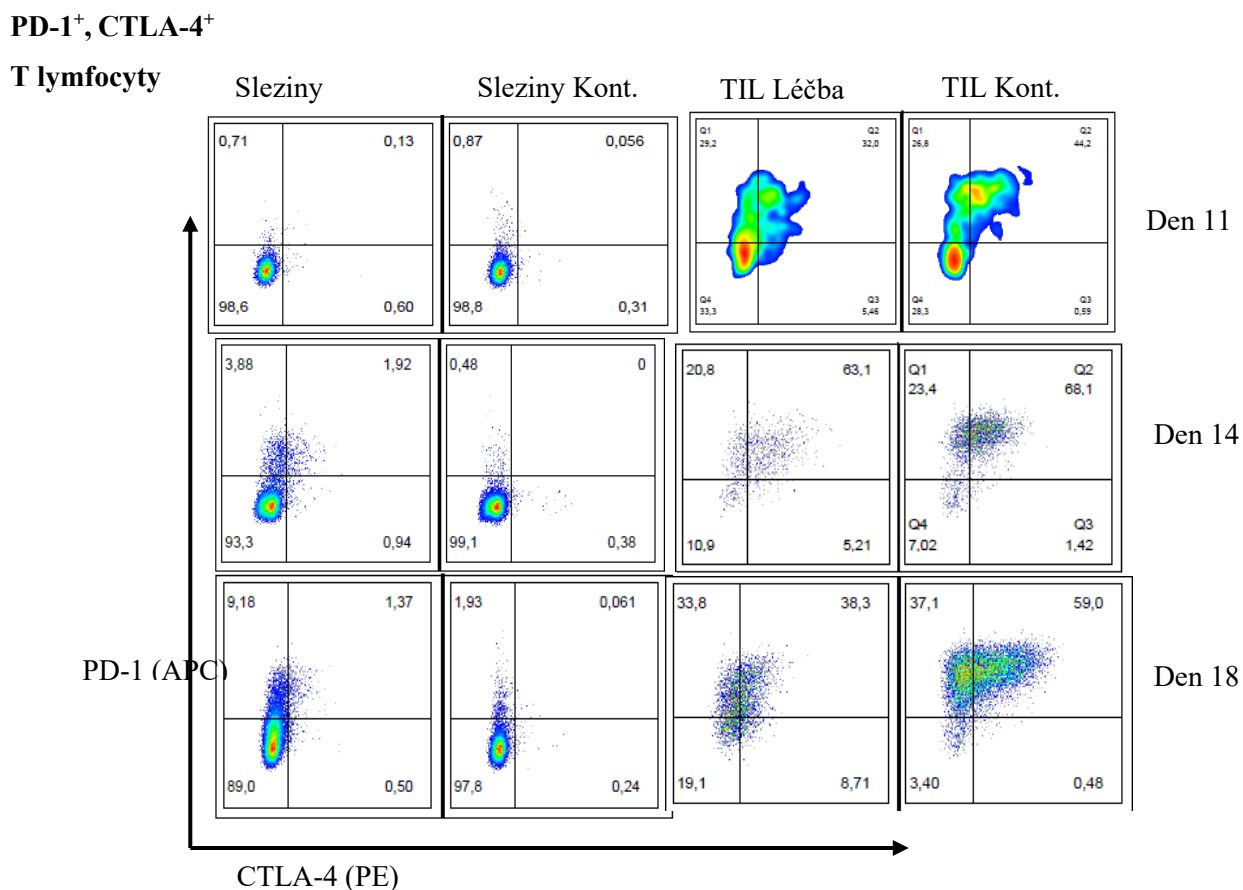 PD-1⁺, CTLA-4⁺
T lymfocyty
Sleziny Sleziny Kont. TIL Léčba TIL Kont.
0,71 0,13 0,87 0,056 Q1 Q2 Q1 Q2
29,2 32,0 26,8 44,2
Den 11
98,6 0,60 98,8 0,31 Q4 Q3 Q4 Q3
33,3 5,46 28,3 0,59
3,88 1,92 0,48 0 20,8 63,1 Q1 Q2
23,4 68,1
Den 14
Q4 Q3
93,3 0,94 99,1 0,38 10,9 5,21 7,02 1,42
9,18 1,37 1,93 0,061 33,8 38,3 37,1 59,0
PD-1 (APC) Den 18
89,0 0,50 97,8 0,24 19,1 8,71 3,40 0,48
CTLA-4 (PE)